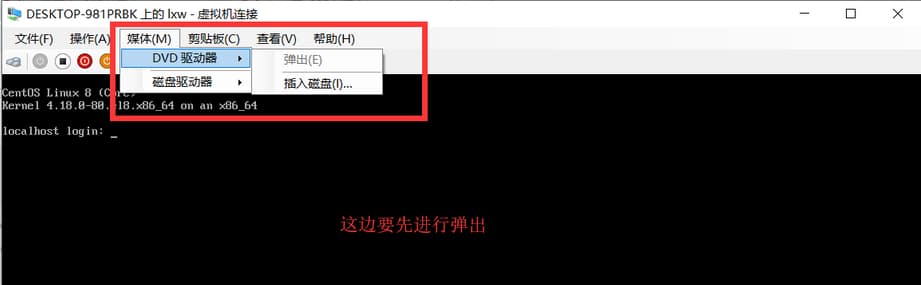 DESKTOP-981PRBK 上的 lxw - 虚拟机连接
文件(F) 操作(A) 媒体(M) 剪贴板(C) 查看(V) 帮助(H)
DVD 驱动器 弹出(E)
磁盘驱动器 插入磁盘(I)...
CentOS Linux 8 (Core)
Kernel 4.18.0-80.el8.x86_64 on an x86_64
localhost login: _
这边要先进行弹出